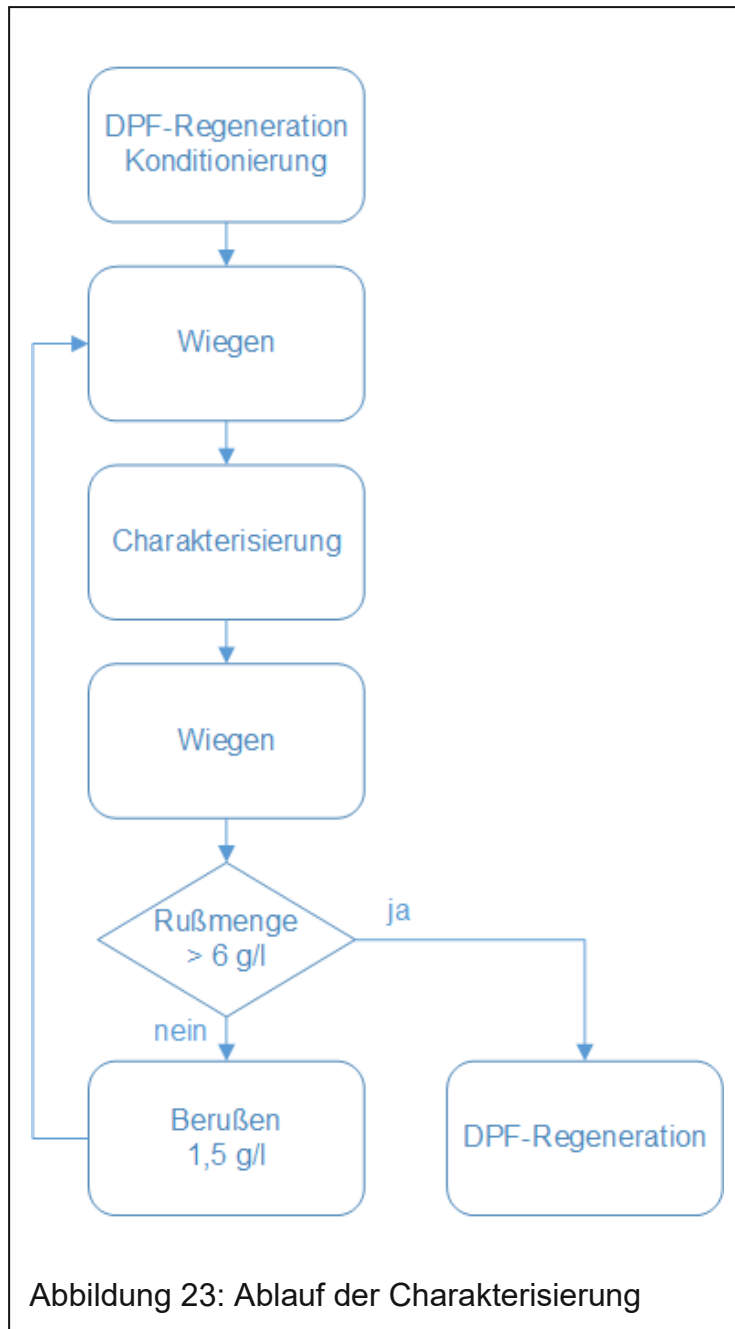 DPF-Regeneration
Konditionierung
Wiegen
Charakterisierung
Wiegen
Rußmenge
> 6 g/l
ja
nein
Berußen
1,5 g/l
DPF-Regeneration
Abbildung 23: Ablauf der Charakterisierung